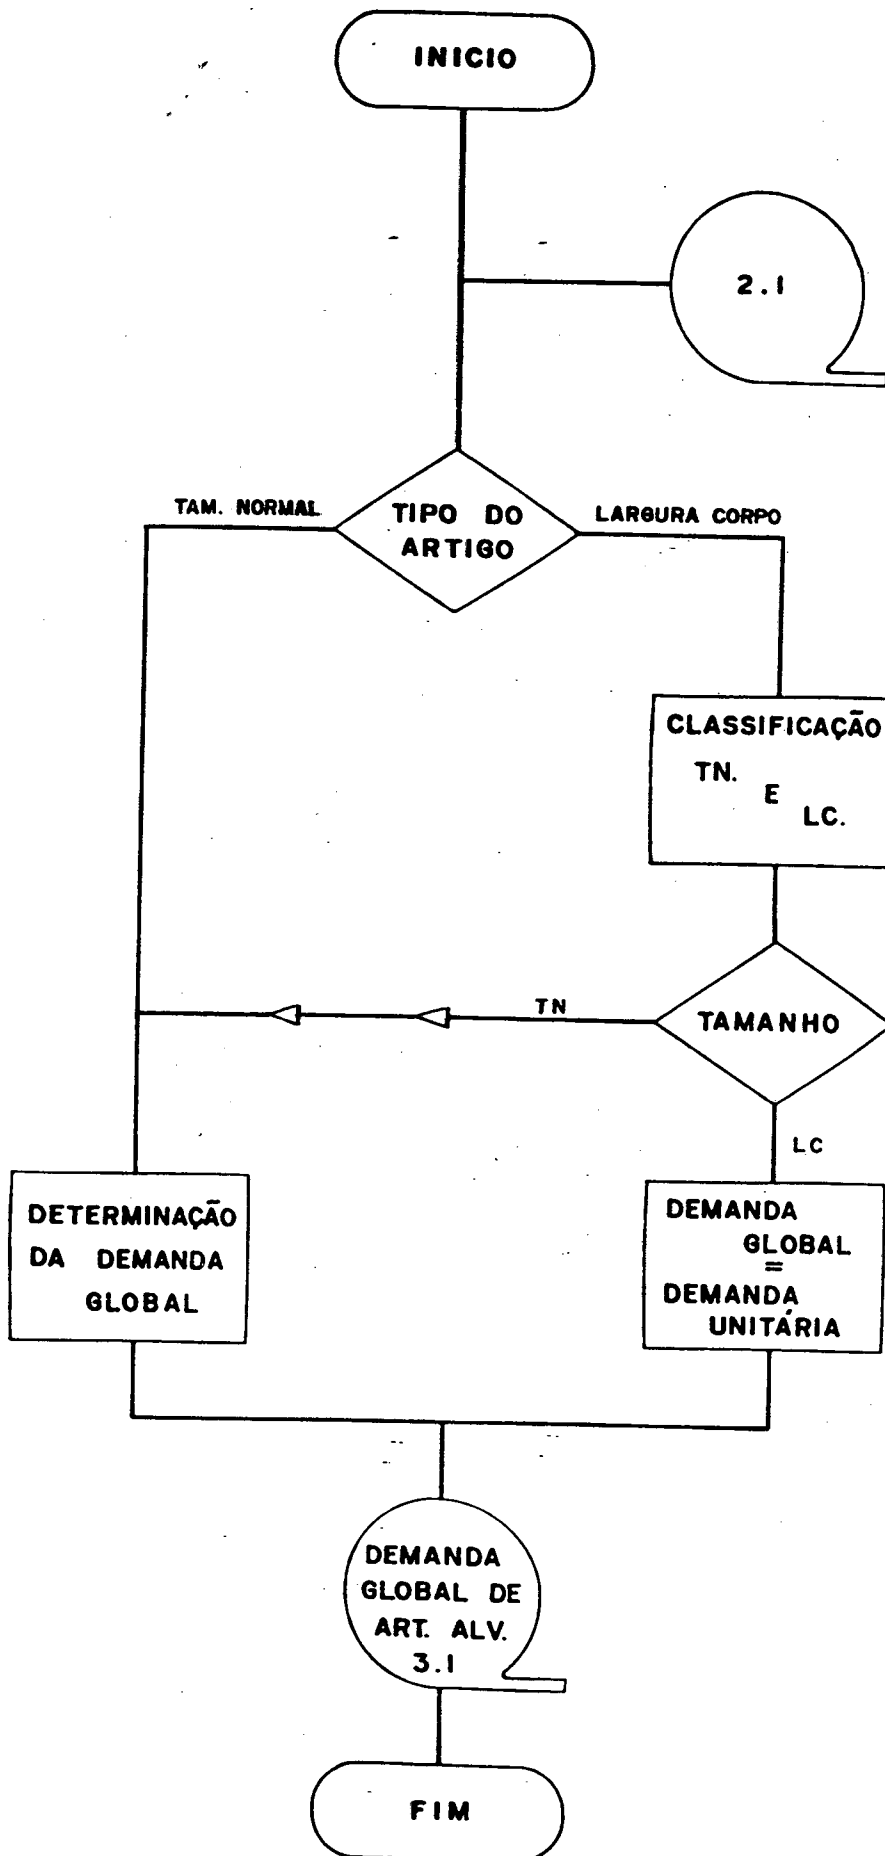 INICIO
2.1
TAM. NORMAL
TIPO DO
ARTIGO
LARGURA CORPO
CLASSIFICAÇÃO
TN.
E
LC.
TN
TAMANHO
LC
DETERMINAÇÃO
DA DEMANDA
GLOBAL
DEMANDA
GLOBAL
=
DEMANDA
UNITÁRIA
DEMANDA
GLOBAL DE
ART. ALV.
3.1
FIM